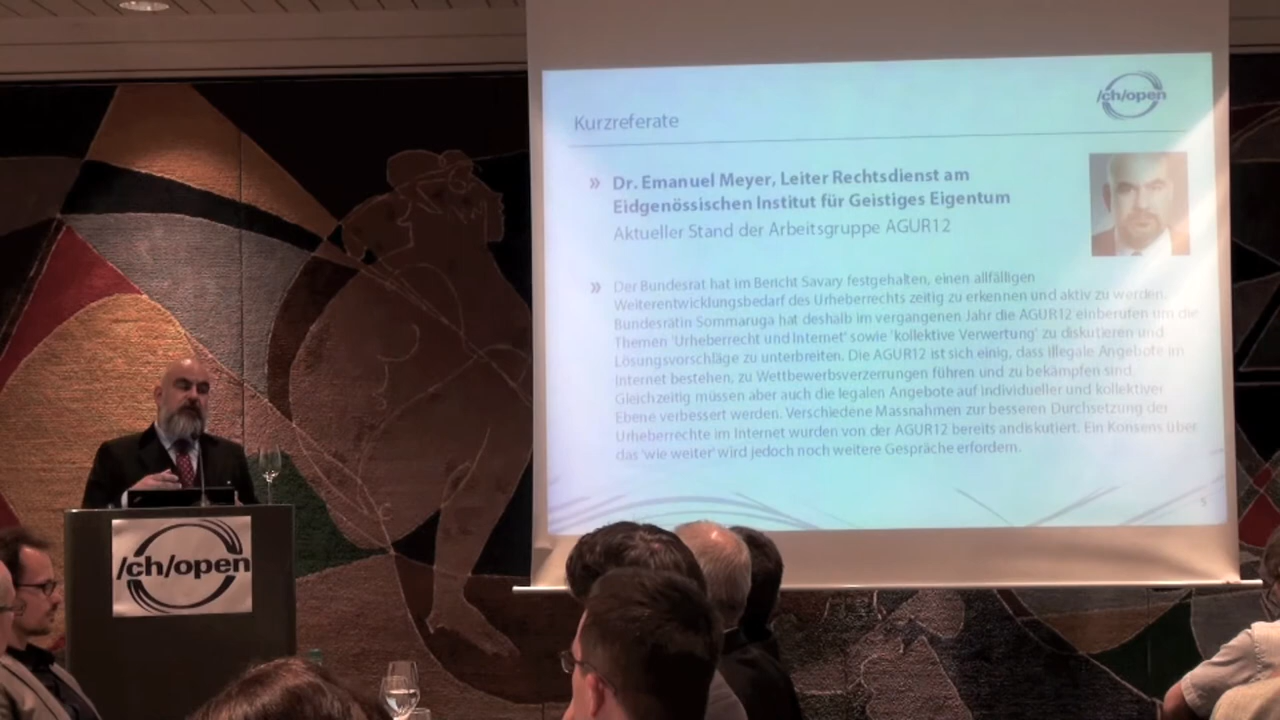 /ch/open
Kurzreferate
» Dr. Emanuel Meyer, Leiter Rechtsdienst am
Eidgenössischen Institut für Geistiges Eigentum
Aktueller Stand der Arbeitsgruppe AGUR12
» Der Bundesrat hat im Bericht Savary festgehalten, einen allfälligen
Weiterentwicklungsbedarf des Urheberrechts zeitig zu erkennen und aktiv zu werden.
Bundesrätin Sommaruga hat deshalb im vergangenen Jahr die AGUR12 einberufen um die
Themen 'Urheberrecht und Internet' sowie 'kollektive Verwertung' zu diskutieren und
Lösungsvorschläge zu unterbreiten. Die AGUR12 ist sich einig, dass illegale Angebote im
Internet bestehen, zu Wettbewerbsverzerrungen führen und zu bekämpfen sind.
Gleichzeitig müssen aber auch die legalen Angebote auf individueller und kollektiver
Ebene verbessert werden. Verschiedene Massnahmen zur besseren Durchsetzung der
Urheberrechte im Internet wurden von der AGUR12 bereits andiskutiert. Ein Konsens über
das 'wie weiter' wird jedoch noch weitere Gespräche erfordern.
5
/ch/open